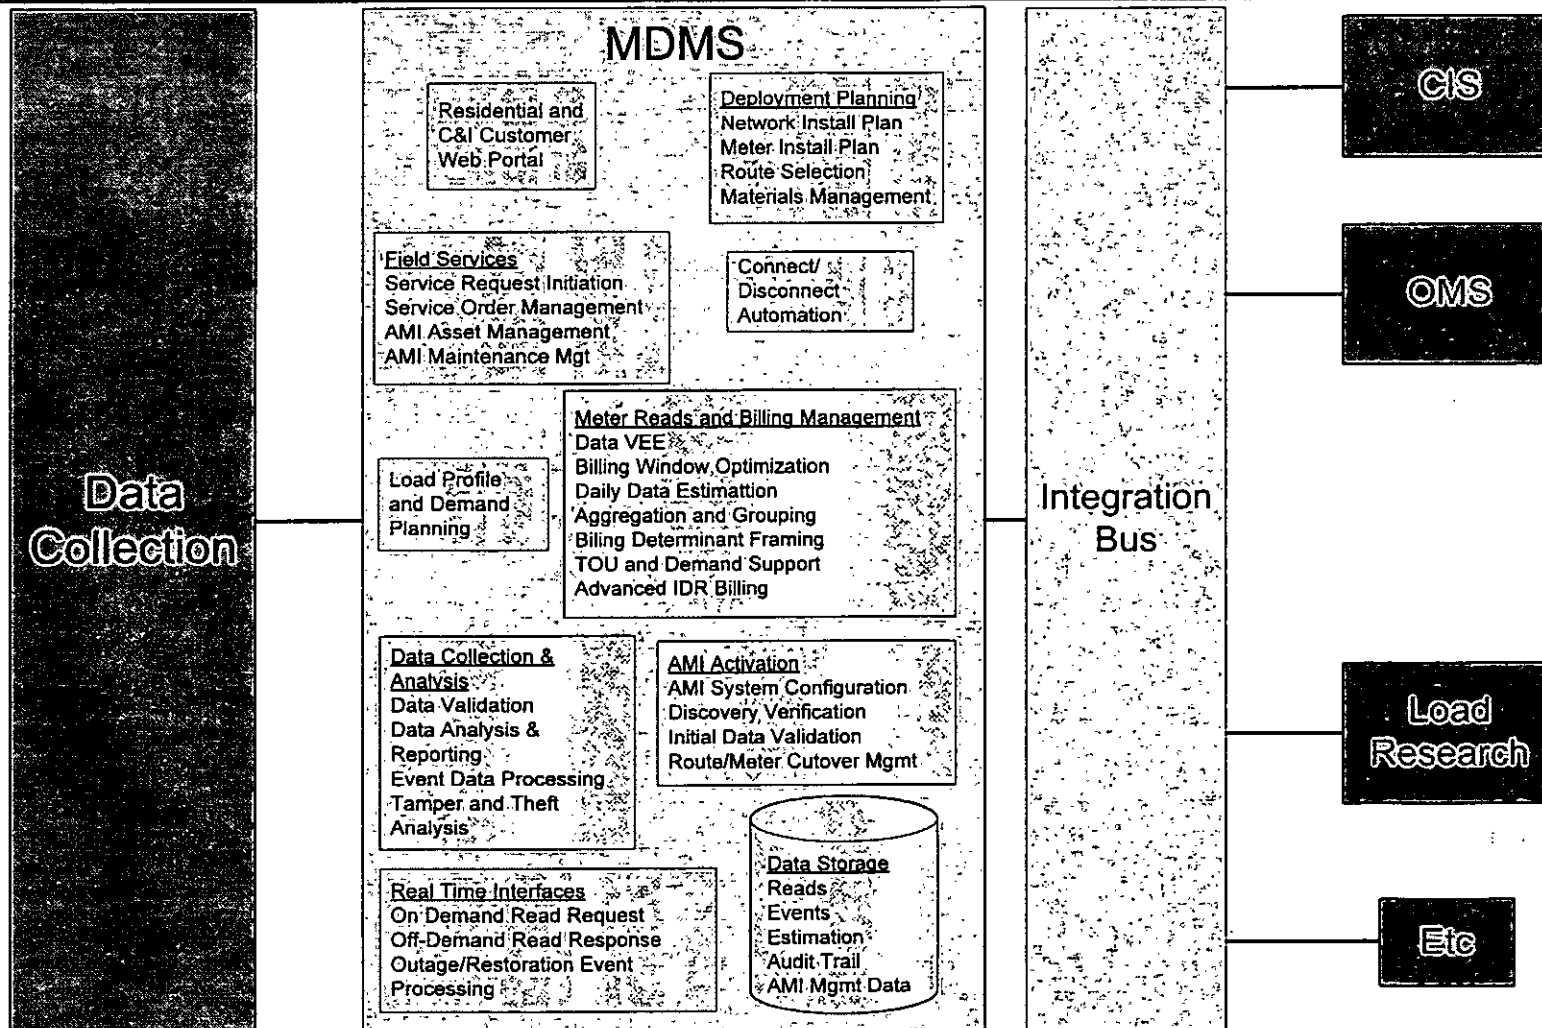 MDMS
Residential and
C&I Customer
Web Portal
Deployment Planning
Network Install Plan
Meter Install Plan
Route Selection
Materials Management
Field Services
Service Request Initiation
Service Order Management
AMI Asset Management
AMI Maintenance Mgt
Connect/
Disconnect
Automation
Meter Reads and Billing Management
Data VEE
Billing Window Optimization
Daily Data Estimattion
Aggregation and Grouping
Biling Determinant Framing
TOU and Demand Support
Advanced IDR Billing
Load Profile
and Demand
Planning
Data
Collection
Data Collection &
Analysis
Data Validation
Data Analysis &
Reporting
Event Data Processing
Tamper and Theft
Analysis
AMI Activation
AMI System Configuration
Discovery Verification
Initial Data Validation
Route/Meter Cutover Mgmt
Real Time Interfaces
On Demand Read Request
Off-Demand Read Response
Outage/Restoration Event
Processing
Data Storage
Reads
Events
Estimation
Audit Trail
AMI Mgmt Data
Integration
Bus
CIS
OMS
Load
Research
Etc